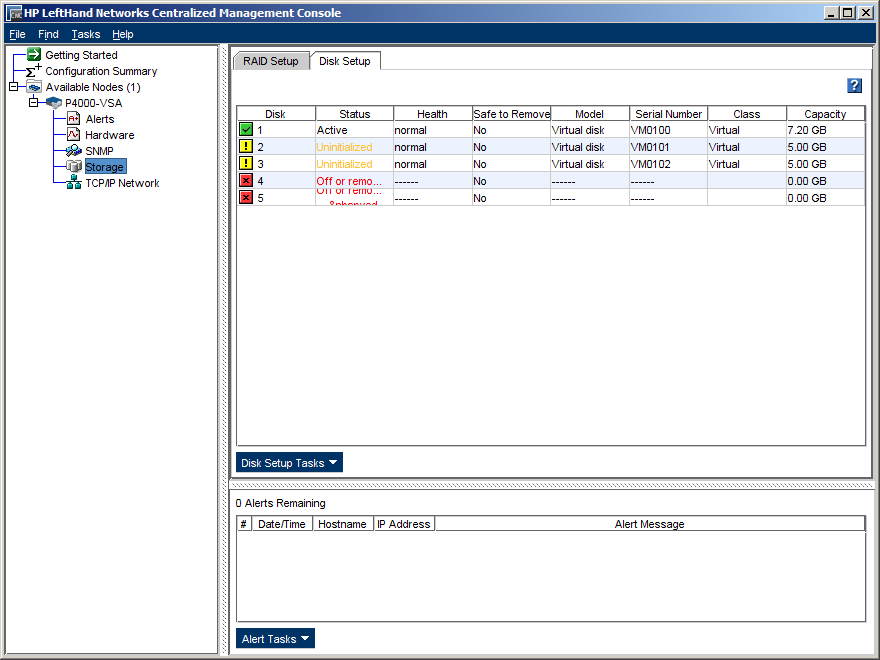 HP LeftHand Networks Centralized Management Console
File Find Tasks Help
Getting Started
Configuration Summary
Available Nodes (1)
P4000-VSA
Alerts
Hardware
SNMP
Storage
TCP/IP Network
RAID Setup Disk Setup
?
Disk Status Health Safe to Remove Model Serial Number Class Capacity
1 Active normal No Virtual disk VM0100 Virtual 7.20 GB
2 Uninitialized normal No Virtual disk VM0101 Virtual 5.00 GB
3 Uninitialized normal No Virtual disk VM0102 Virtual 5.00 GB
4 Off or remo... ------ No ------ ------ 0.00 GB
5 Off or remo... ------ No ------ ------ 0.00 GB
Disk Setup Tasks
0 Alerts Remaining
# Date/Time Hostname IP Address Alert Message
Alert Tasks